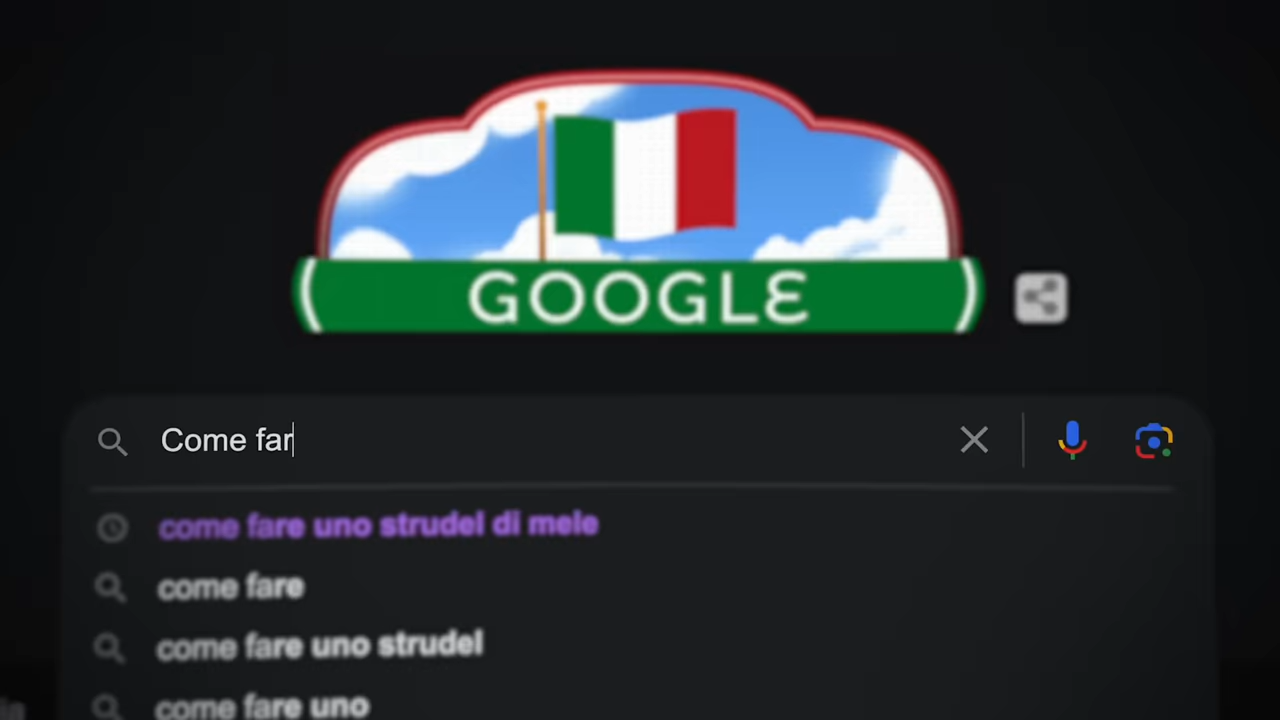 GOOGLE
Come far
come fare uno strudel di mele
come fare
come fare uno strudel
come fare uno